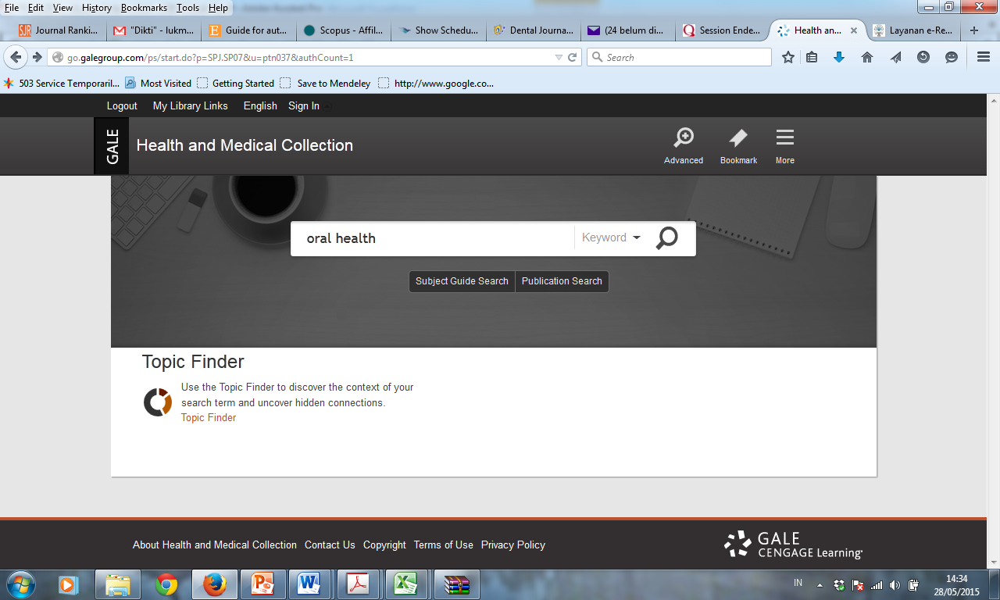 File Edit View History Bookmarks Tools Help
Journal Ranki... "Dikti" - lukm... Guide for aut... Scopus - Affil... Show Schedu... Dental Journa... (24 belum di... Session Ende... Health an... Layanan e-Re...
go.galegroup.com/ps/start.do?p=SPJ.SP07&u=ptn037&authCount=1 Search
503 Service Temporaril... Most Visited Getting Started Save to Mendeley http://www.google.co...
Logout My Library Links English Sign In
GALE Health and Medical Collection
Advanced Bookmark More
oral health Keyword
Subject Guide Search Publication Search
Topic Finder
Use the Topic Finder to discover the context of your
search term and uncover hidden connections.
Topic Finder
About Health and Medical Collection Contact Us Copyright Terms of Use Privacy Policy
GALE
CENGAGE Learning®
IN 14:34
28/05/2015